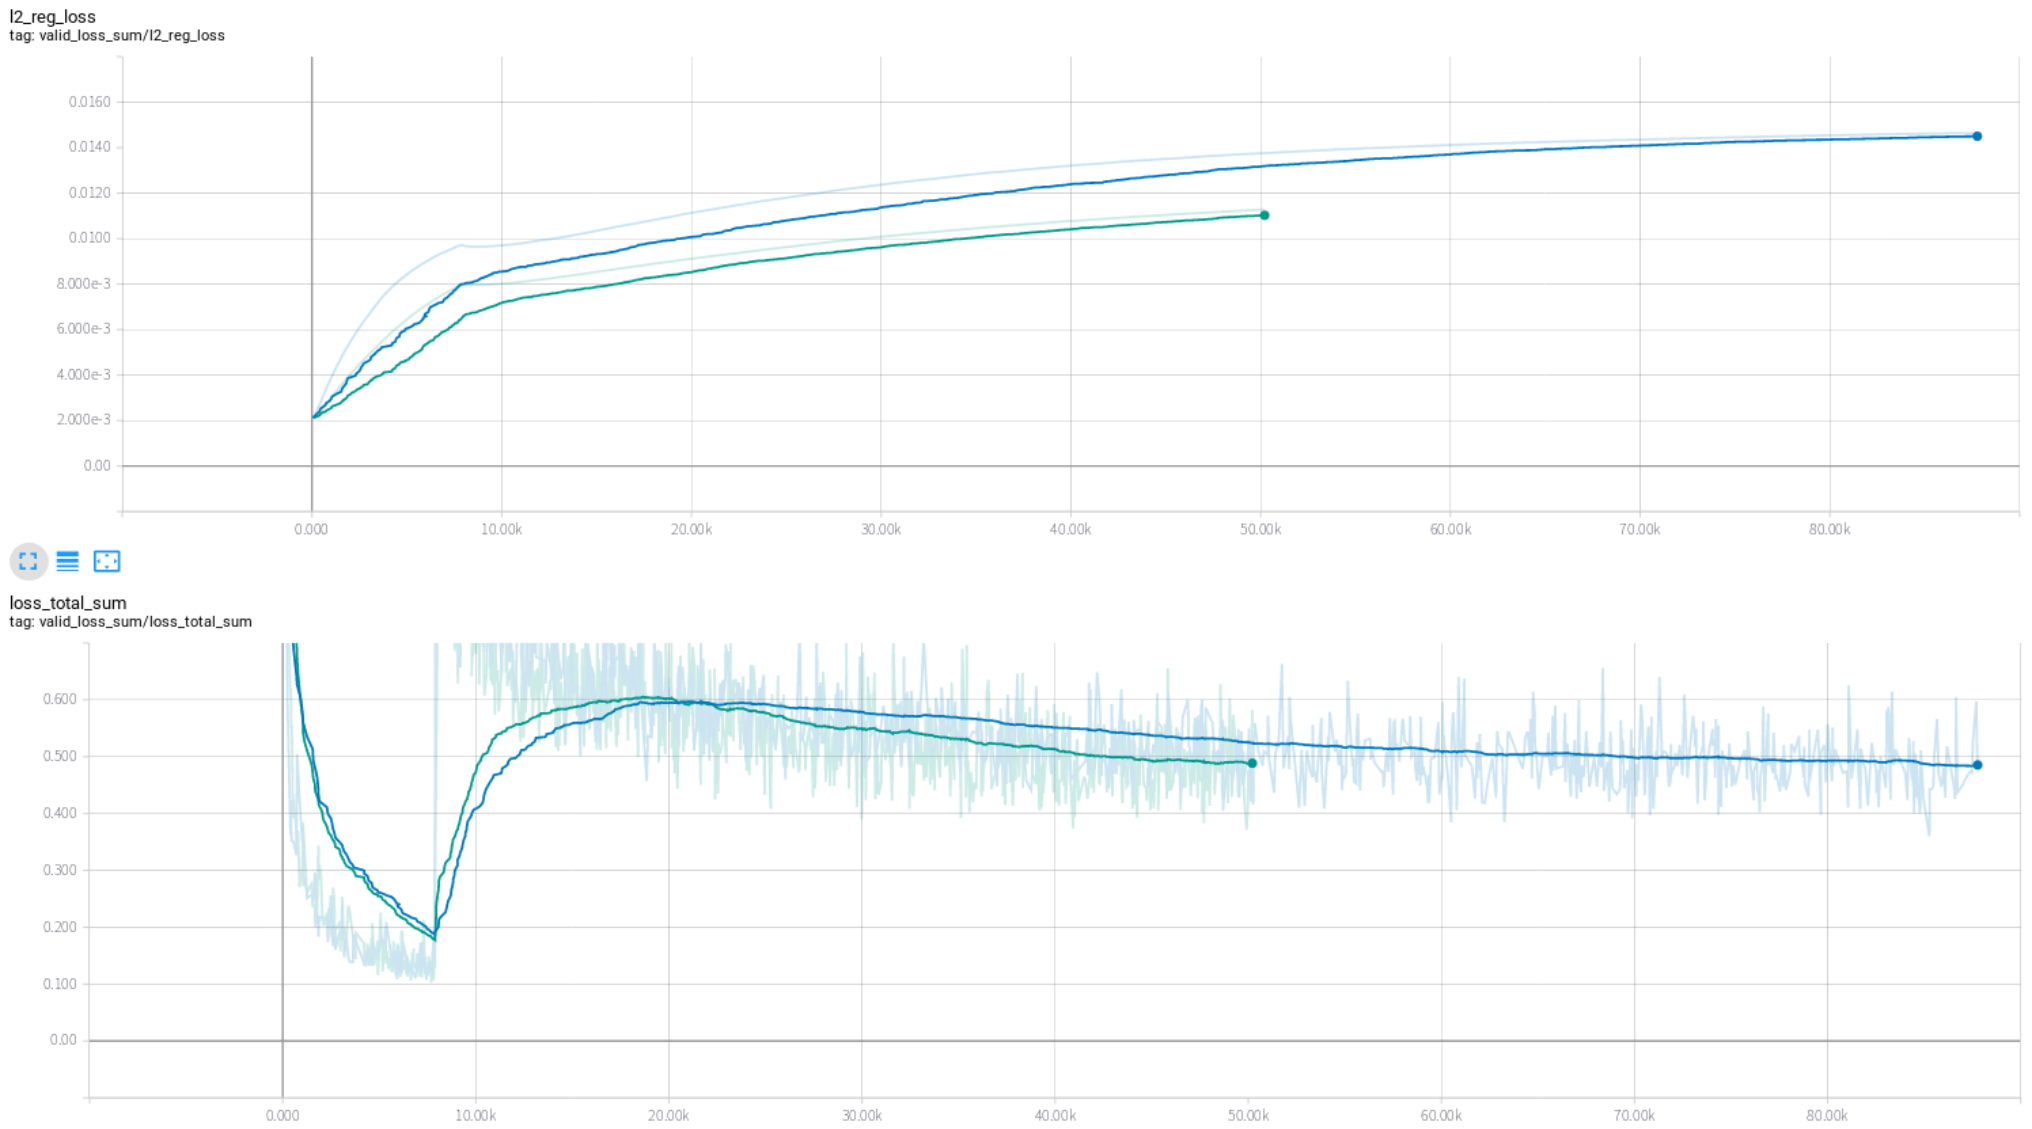 l2_reg_loss
tag: valid_loss_sum/l2_reg_loss
0.0160
0.0140
0.0120
0.0100
8.000e-3
6.000e-3
4.000e-3
2.000e-3
0.00
0.000 10.00k 20.00k 30.00k 40.00k 50.00k 60.00k 70.00k 80.00k
loss_total_sum
tag: valid_loss_sum/loss_total_sum
0.600
0.500
0.400
0.300
0.200
0.100
0.00
0.000 10.00k 20.00k 30.00k 40.00k 50.00k 60.00k 70.00k 80.00k